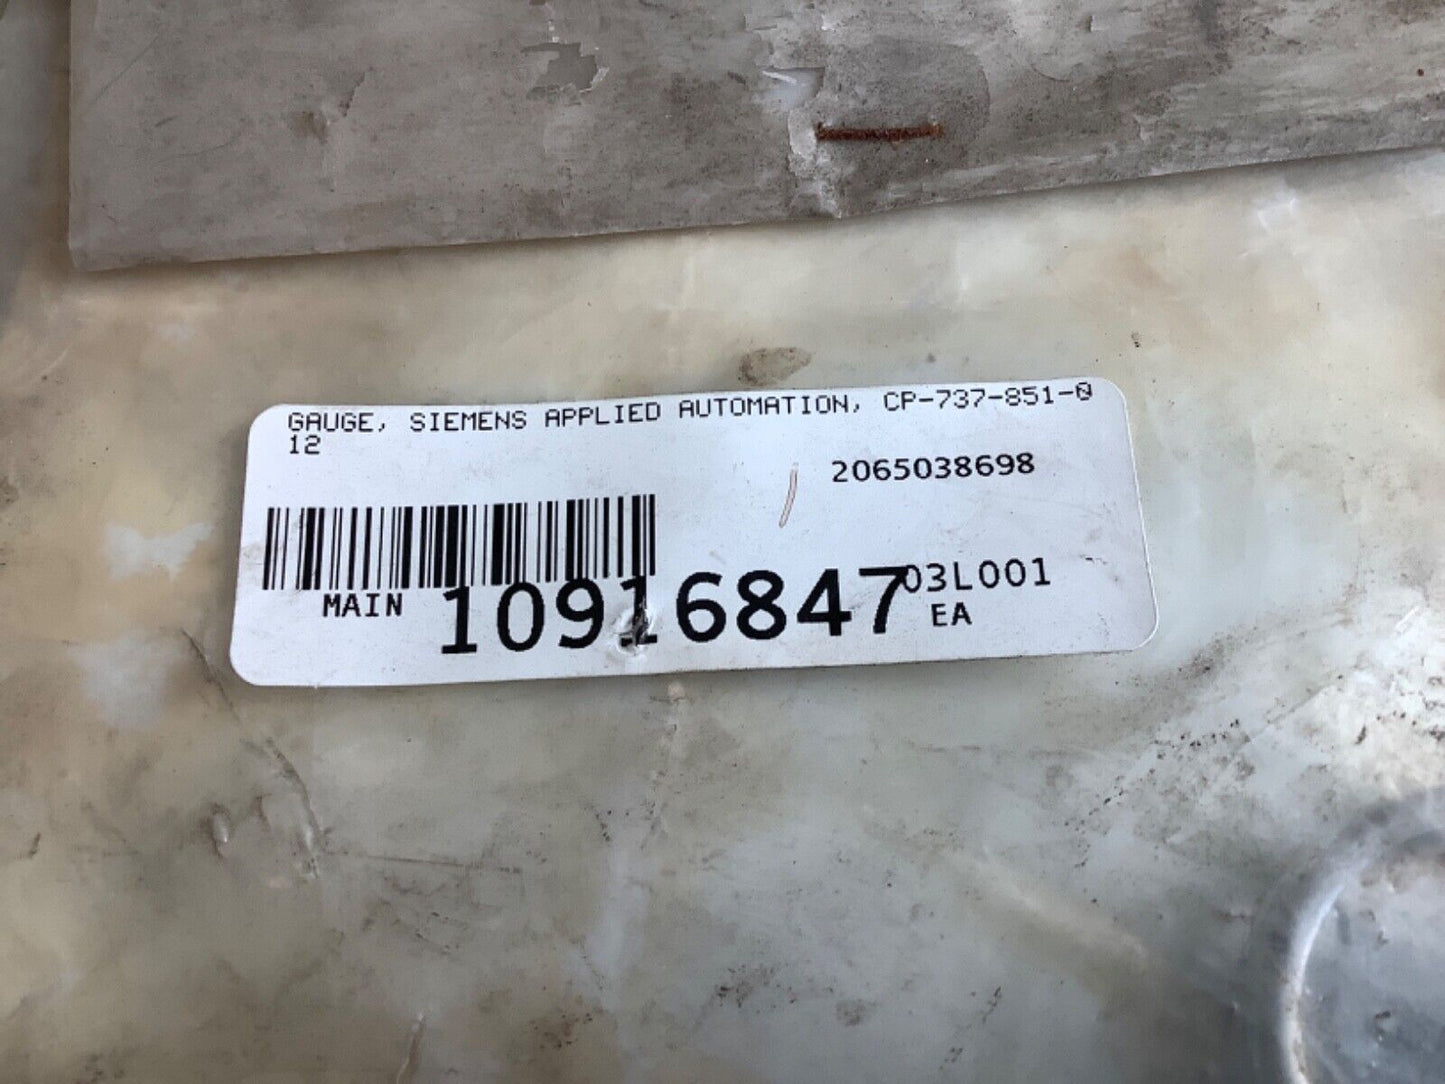 GAUGE, SIEMENS APPLIED AUTOMATION, CP-737-851-0
12
2065038698
03L001
MAIN 10916847 EA